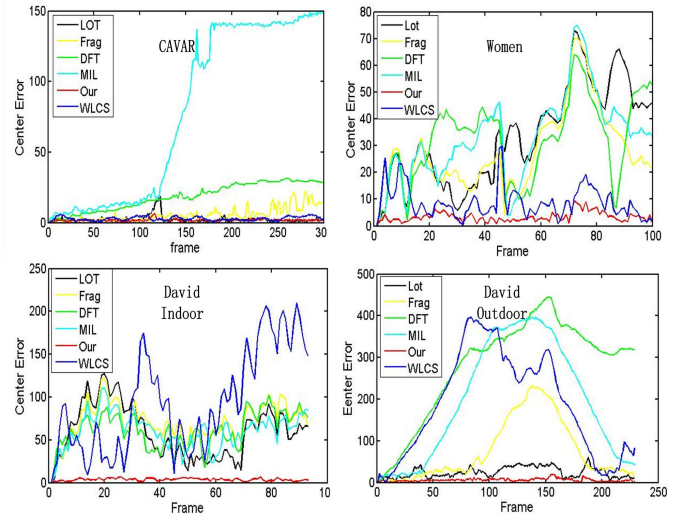 150
100
50
0
Center Error
LOT
Frag
DFT
MIL
Our
WLCS
CAVAR
0 50 100 150 200 250 30
frame
80
70
60
50
40
30
20
10
0
Center Error
Lot
Frag
DFT
MIL
Our
WLCS
Women
0 20 40 60 80 100
Frame
250
200
150
100
50
0
Center Error
LOT
Frag
DFT
MIL
Our
WLCS
David
Indoor
0 20 40 60 80 10
Frame
500
400
300
200
100
0
Eenter Error
Lot
Frag
DFT
MIL
Our
WLCS
David
Outdoor
0 50 100 150 200 250
Frame